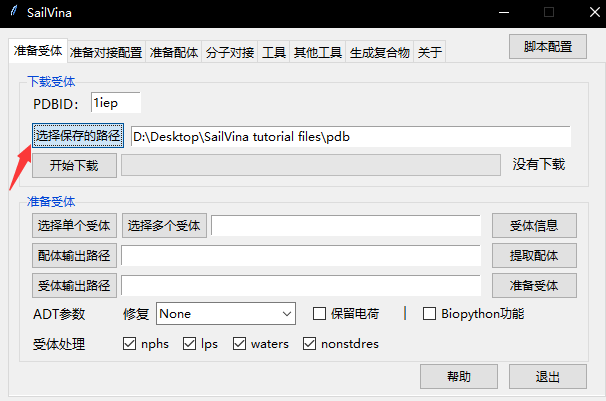 SailVina
脚本配置
准备受体 准备对接配置 准备配体 分子对接 工具 其他工具 生成复合物 关于
下载受体
PDBID： 1iep
选择保存的路径 D:\Desktop\SailVina tutorial files\pdb
开始下载 没有下载
准备受体
选择单个受体 选择多个受体 受体信息
配体输出路径 提取配体
受体输出路径 准备受体
ADT参数 修复 None 保留电荷 | Biopython功能
受体处理 nphs lps waters nonstdres
帮助 退出